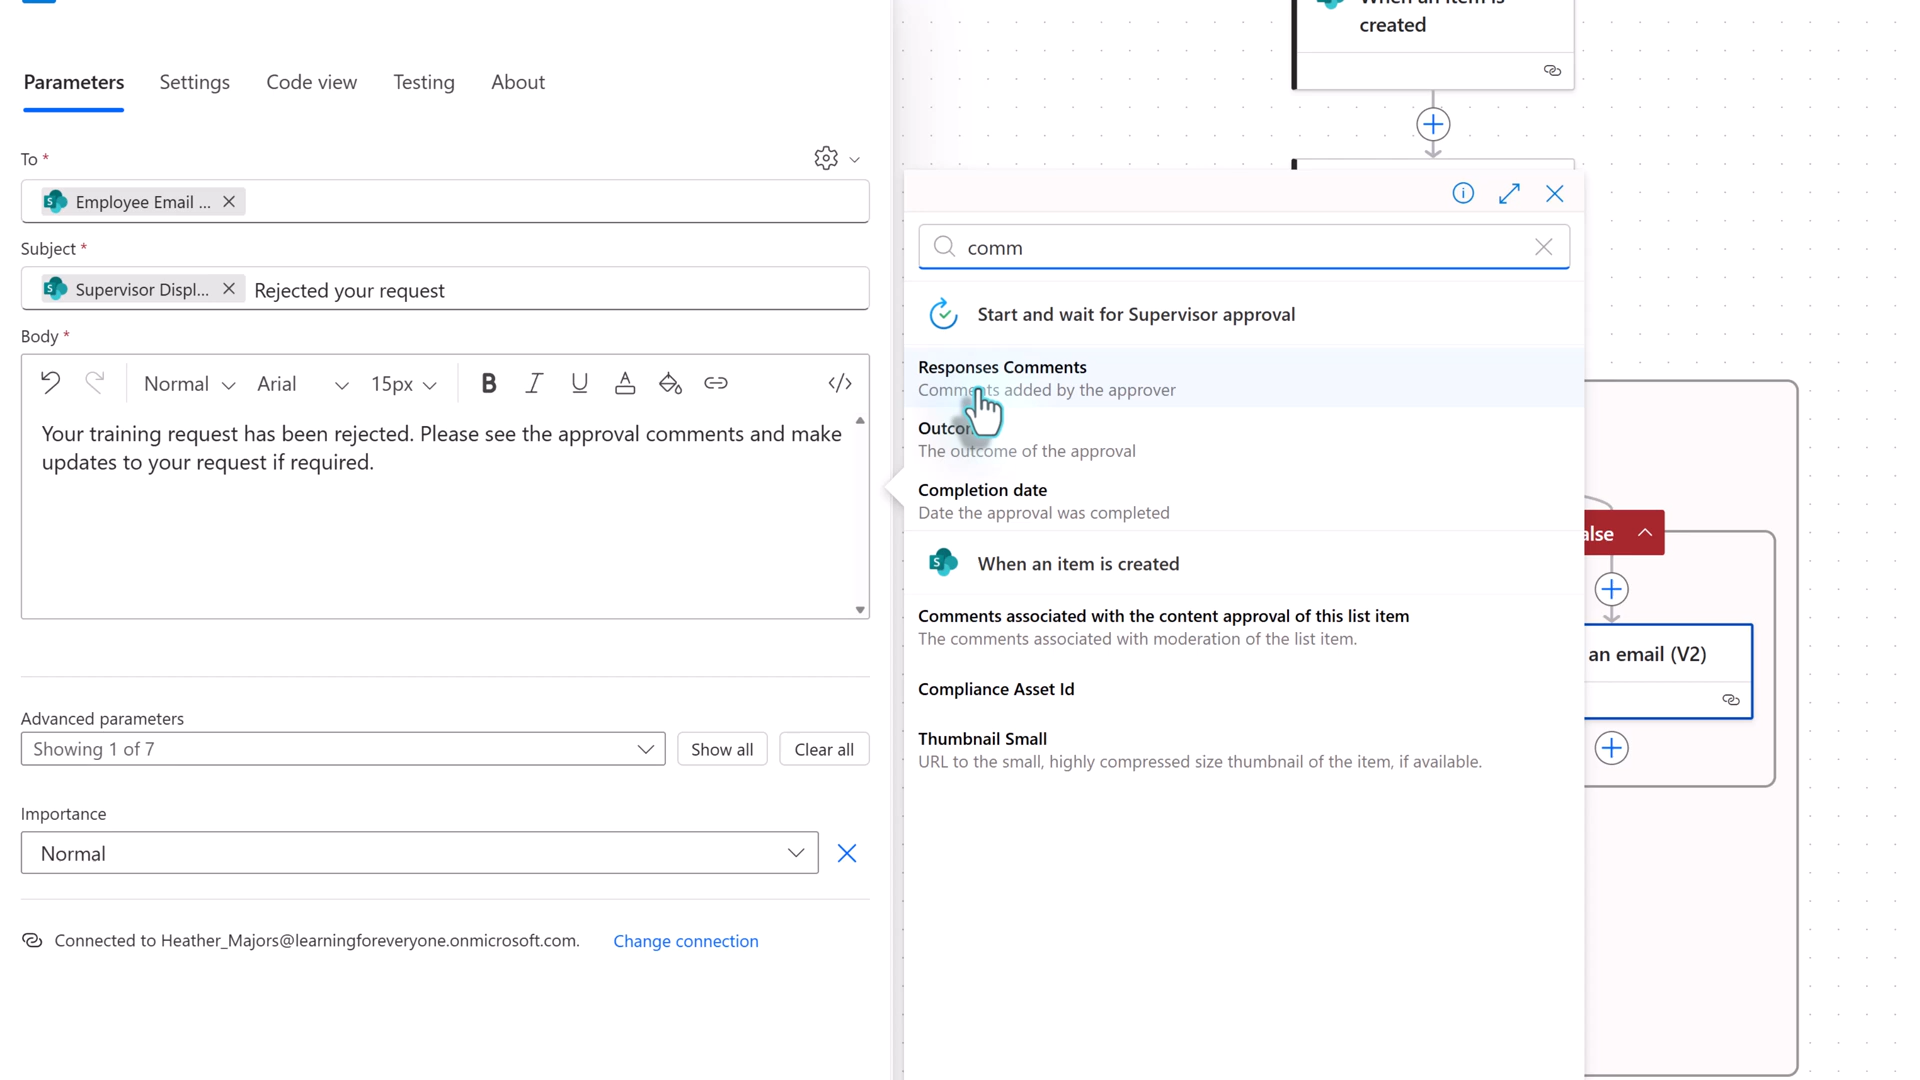 Parameters
Settings
Code view
Testing
About
To *
Employee Email ...
Subject *
Supervisor Displ...
Rejected your request
Body *
Normal
Arial
15px
Your training request has been rejected. Please see the approval comments and make
updates to your request if required.
Advanced parameters
Showing 1 of 7
Show all
Clear all
Importance
Normal
Connected to Heather_Majors@learningforeveryone.onmicrosoft.com.
Change connection
When an item is
created
comm
Start and wait for Supervisor approval
Responses Comments
Comments added by the approver
The outcome of the approval
Completion date
Date the approval was completed
When an item is created
Comments associated with the content approval of this list item
The comments associated with moderation of the list item.
Compliance Asset Id
Thumbnail Small
URL to the small, highly compressed size thumbnail of the item, if available.
an email (V2)